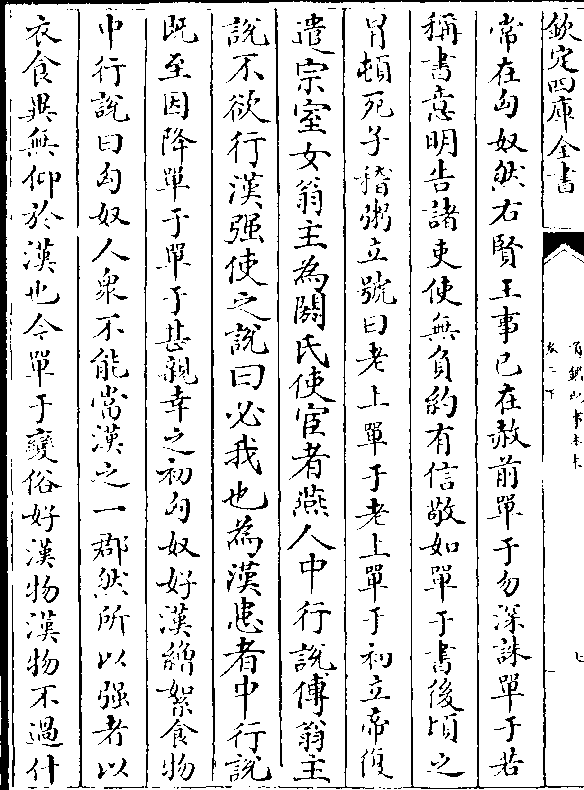 欽定四庫全書
通鑑紀事本末
卷二下
七
常在匈奴然右賢王事已在赦前單于勿深誅單于若
稱書意明告諸吏使無負約有信敬如單于書後頃之
冒頓死子稽粥立號曰老上單于老上單于初立帝復
遣宗室女翁主為閼氏使宦者燕人中行說傅翁主
說不欲行漢强使之說曰必我也為漢患者中行說
既至因降單于單于甚親幸之初匈奴好漢繒絮食物
中行說曰匈奴人衆不能當漢之一郡然所以强者以
衣食異無仰於漢也今單于變俗好漢物漢物不過什